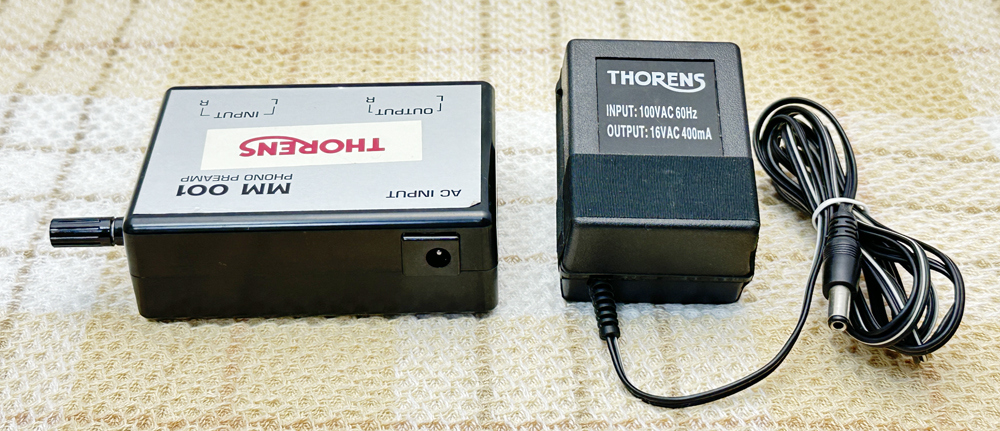 MM 001
PHONO PREAMP
AC INPUT
THORENS
INPUT
L
R
OUTPUT
L
R
THORENS
INPUT: 100VAC 60Hz
OUTPUT: 16VAC 400mA